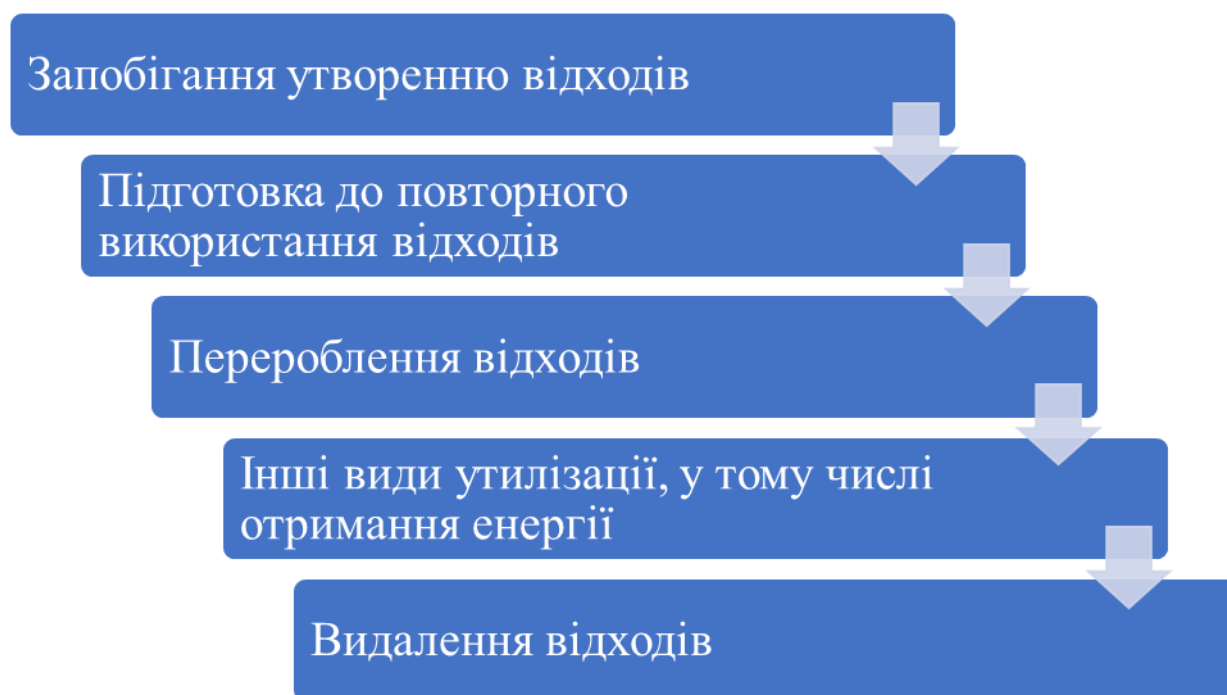 Запобігання утворенню відходів
Підготовка до повторного
використання відходів
Перероблення відходів
Інші види утилізації, у тому числі
отримання енергії
Видалення відходів